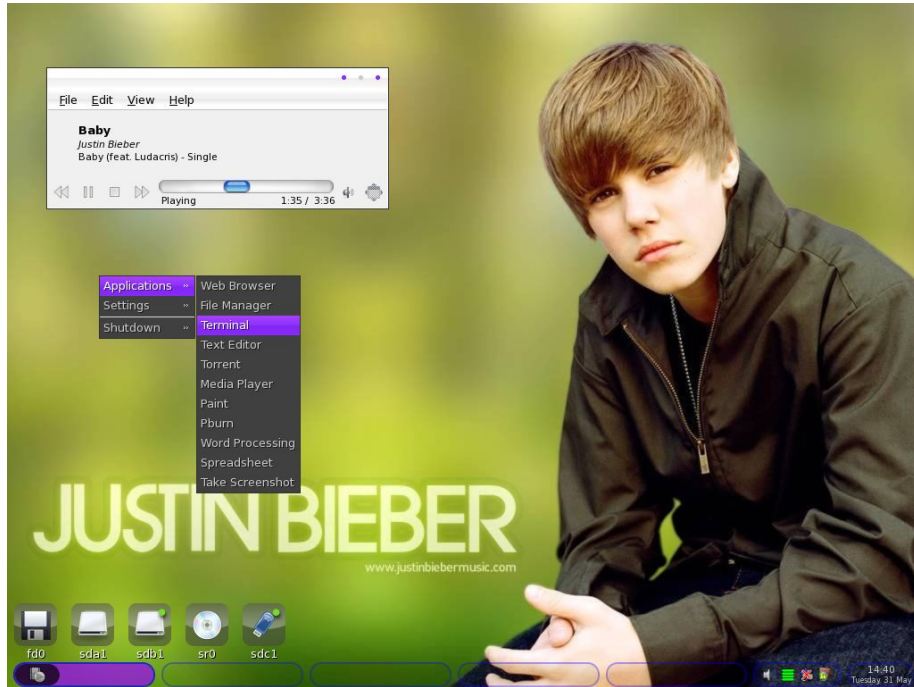 File Edit View Help
Baby
Justin Bieber
Baby (feat. Ludacris) - Single
Playing 1:35 / 3:36
Applications
Settings
Shutdown
Web Browser
File Manager
Terminal
Text Editor
Torrent
Media Player
Paint
Pburn
Word Processing
Spreadsheet
Take Screenshot
JUSTIN BIEBER
www.justinbiebermusic.com
fd0 sda1 sdb1 sr0 sdc1
14:40
Tuesday, 31 May